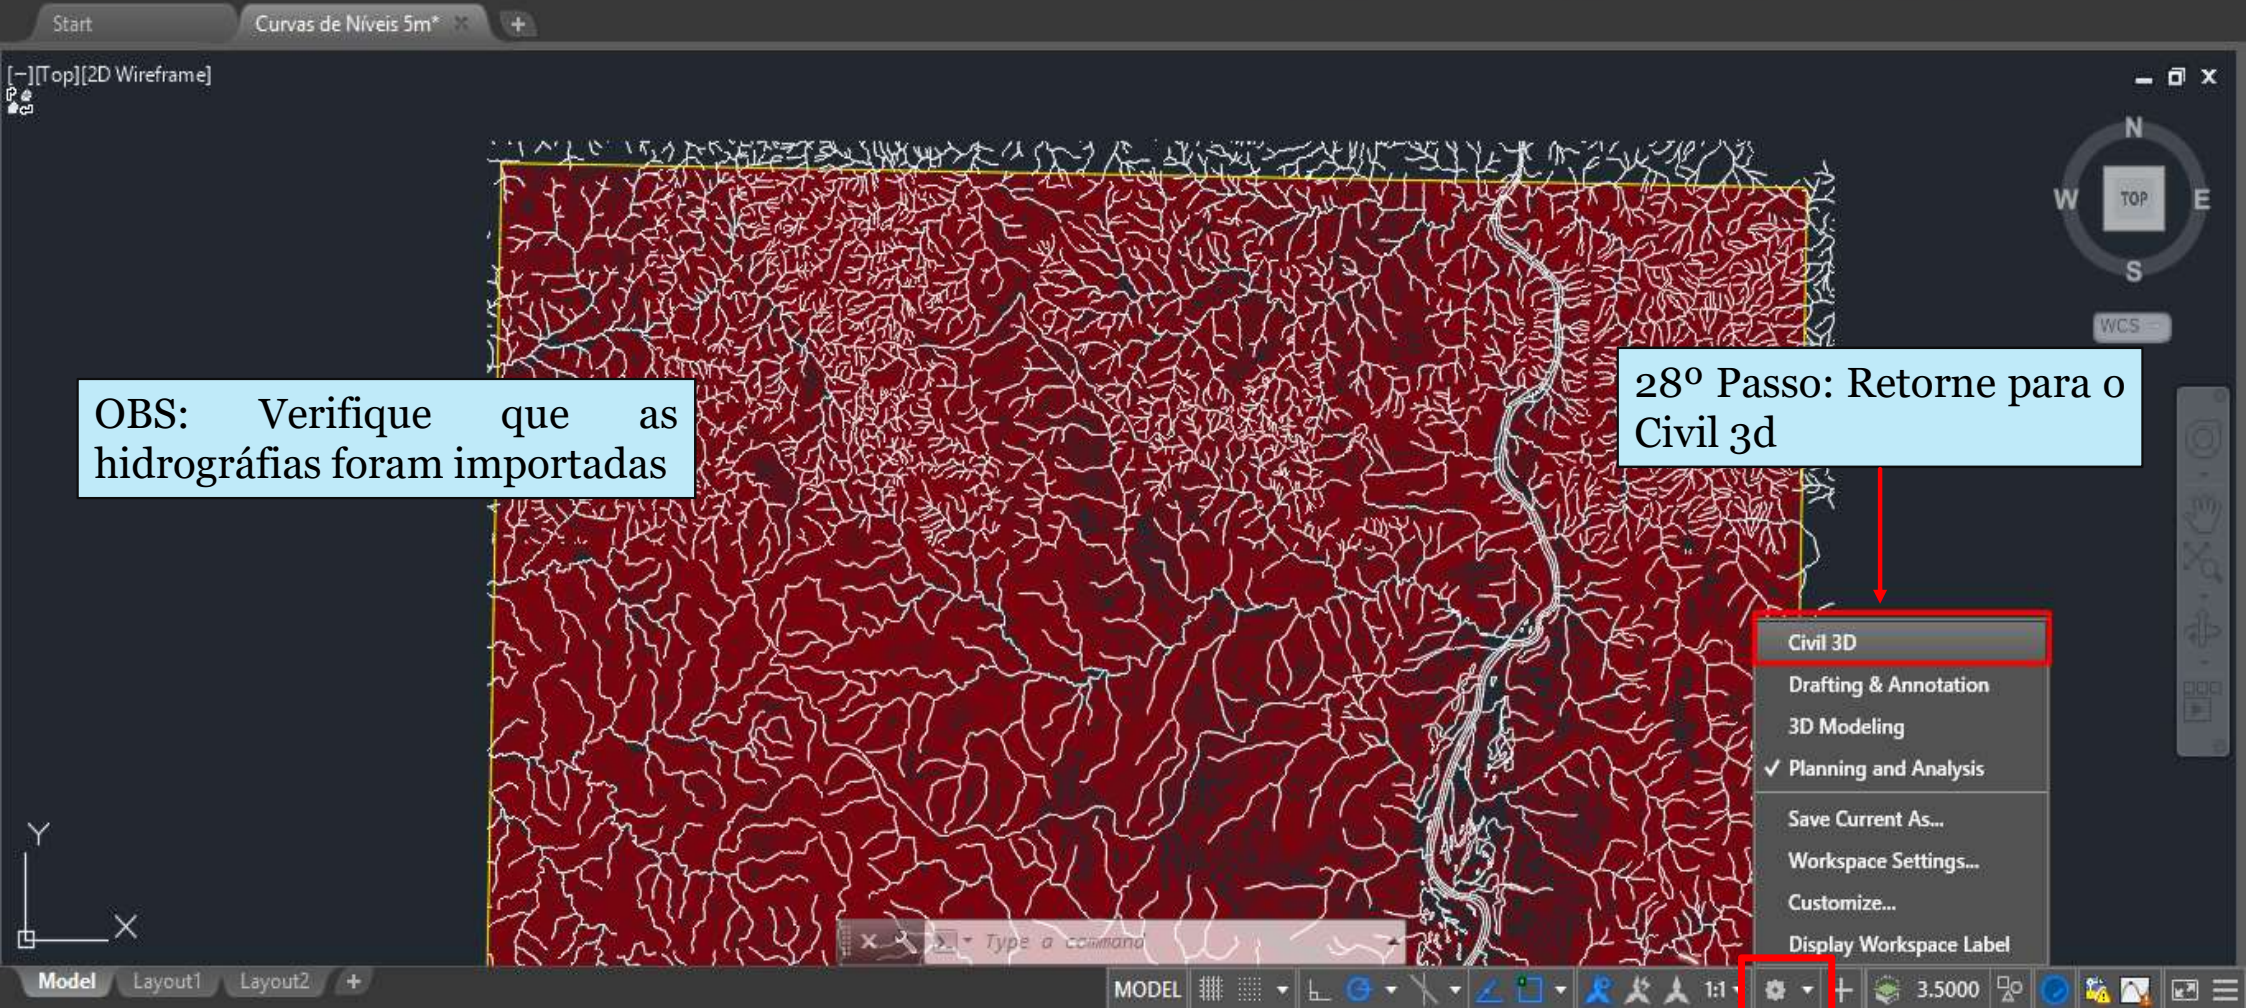 Start
Curvas de Níveis 5m*
[−][Top][2D Wireframe]
N
W
TOP
E
S
WCS
OBS: Verifique que as
hidrográfias foram importadas
28º Passo: Retorne para o
Civil 3d
Civil 3D
Drafting & Annotation
3D Modeling
✓ Planning and Analysis
Save Current As...
Workspace Settings...
Customize...
Display Workspace Label
Y
X
Type a command
Model
Layout1
Layout2
MODEL
1:1
3.5000